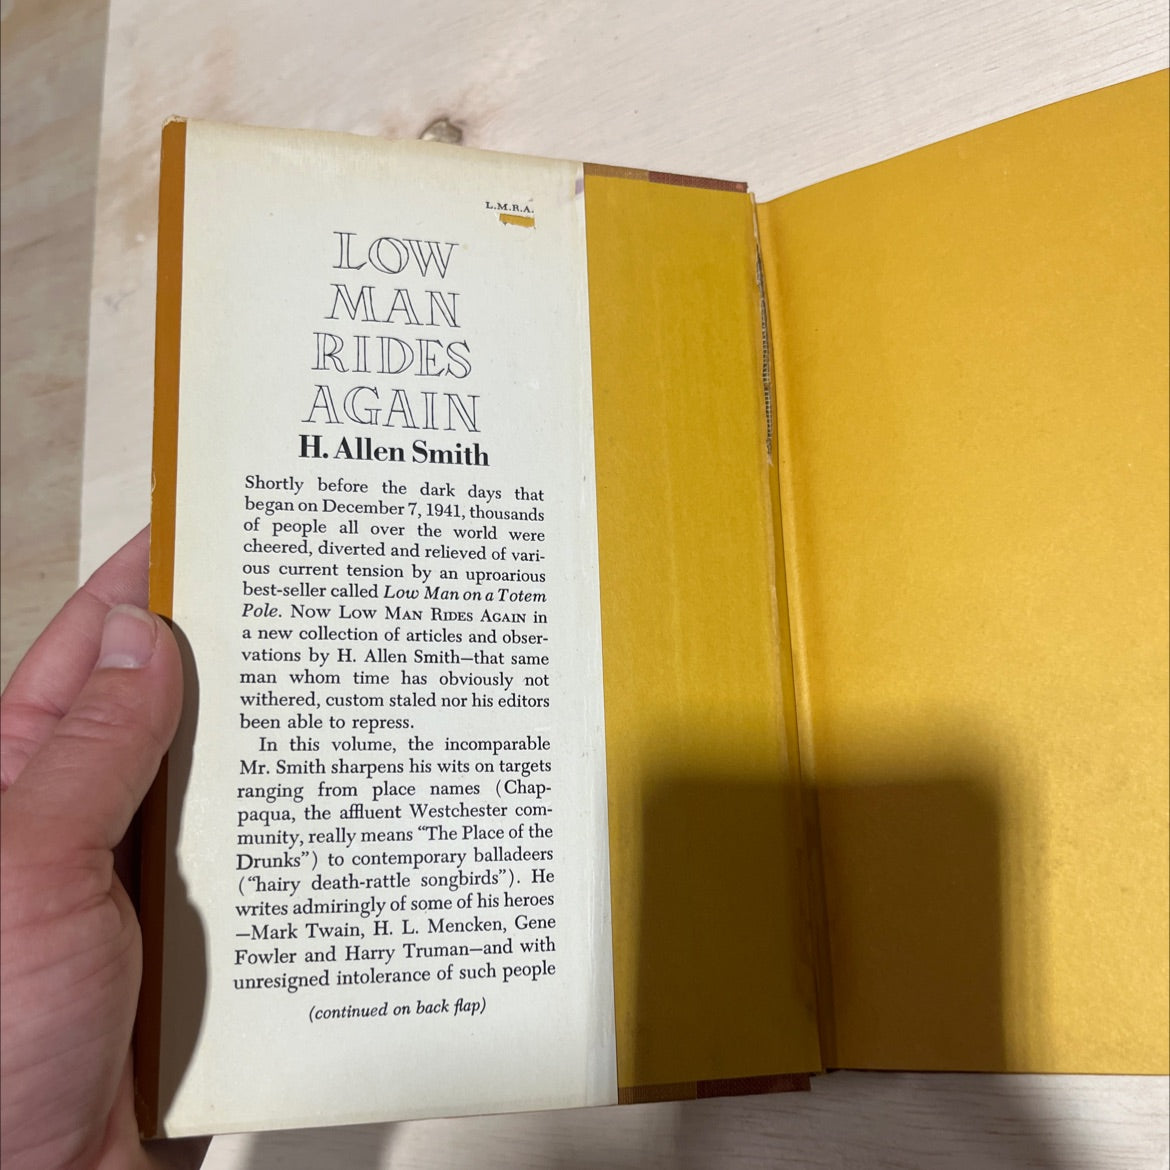 L.M.R.A.
LOW
MAN
RIDES
AGAIN
H. Allen Smith
Shortly before the dark days that
began on December 7, 1941, thousands
of people all over the world were
cheered, diverted and relieved of vari-
ous current tension by an uproarious
best-seller called Low Man on a Totem
Pole. Now LOW MAN RIDES AGAIN in
a new collection of articles and obser-
vations by H. Allen Smith—that same
man whom time has obviously not
withered, custom staled nor his editors
been able to repress.
In this volume, the incomparable
Mr. Smith sharpens his wits on targets
ranging from place names (Chap-
paqua, the affluent Westchester com-
munity, really means “The Place of the
Drunks”) to contemporary balladeers
(“hairy death-rattle songbirds”). He
writes admiringly of some of his heroes
—Mark Twain, H. L. Mencken, Gene
Fowler and Harry Truman—and with
unresigned intolerance of such people
(continued on back flap)